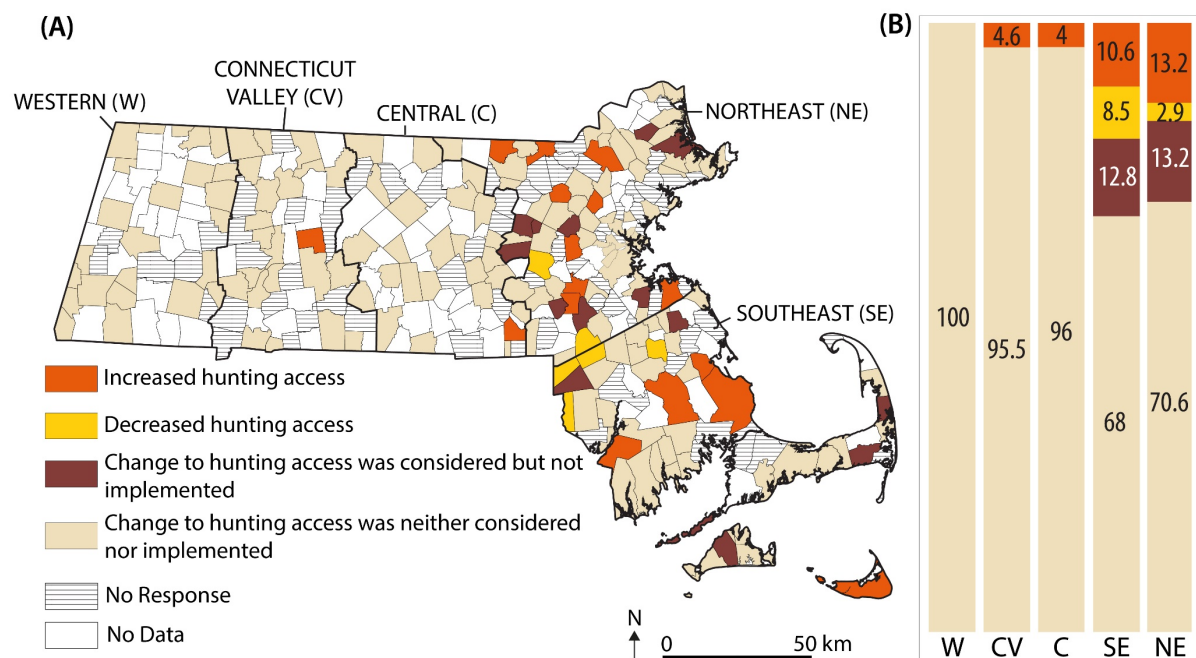 (A)
(B)
CONNECTICUT
VALLEY (CV)
WESTERN (W)
CENTRAL (C)
NORTHEAST (NE)
SOUTHEAST (SE)
Increased hunting access
Decreased hunting access
Change to hunting access was considered but not
implemented
Change to hunting access was neither considered
nor implemented
No Response
No Data
N
0 50 km
4.6 4 10.6 13.2
8.5 2.9
12.8 13.2
100 95.5 96 68 70.6
W CV C SE NE